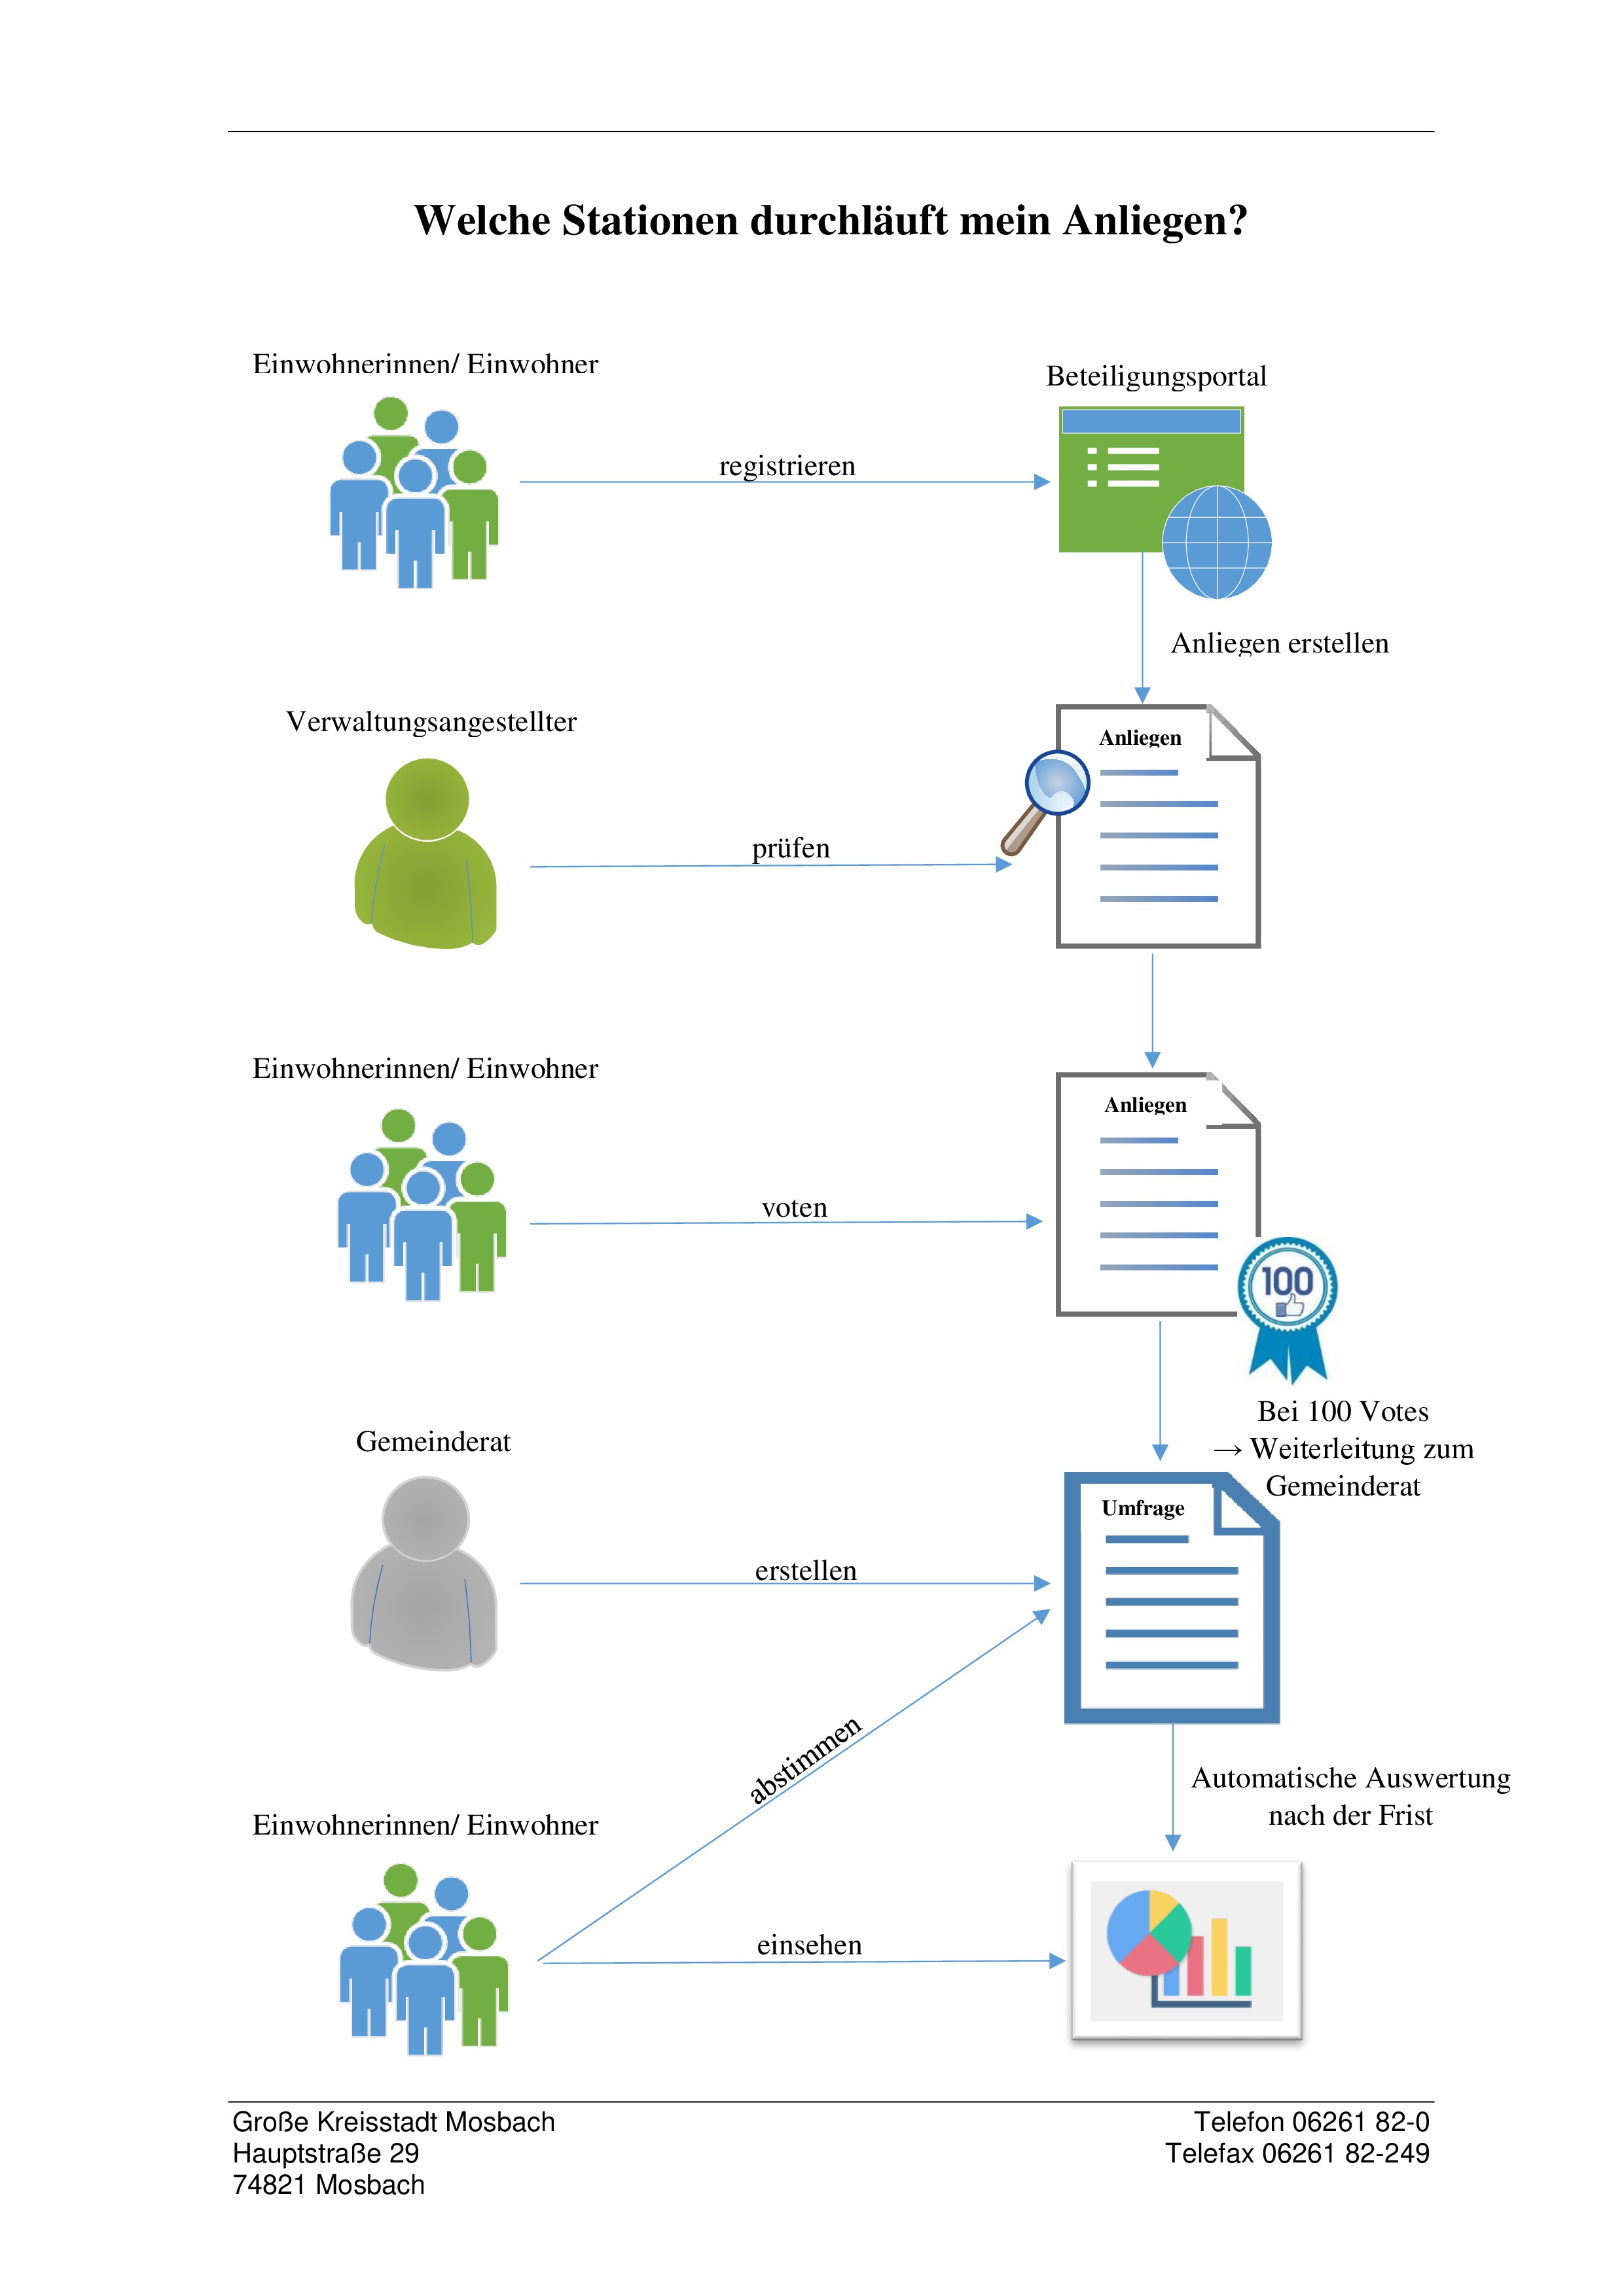 Welche Stationen durchläuft mein Anliegen?
Einwohnerinnen/ Einwohner
Beteiligungsportal
registrieren
Anliegen erstellen
Verwaltungsangestellter
Anliegen
prüfen
Einwohnerinnen/ Einwohner
Anliegen
voten
100
Bei 100 Votes
→ Weiterleitung zum
Gemeinderat
Gemeinderat
Umfrage
erstellen
abstimmen
Automatische Auswertung
nach der Frist
Einwohnerinnen/ Einwohner
einsehen
Große Kreisstadt Mosbach
Hauptstraße 29
74821 Mosbach
Telefon 06261 82-0
Telefax 06261 82-249